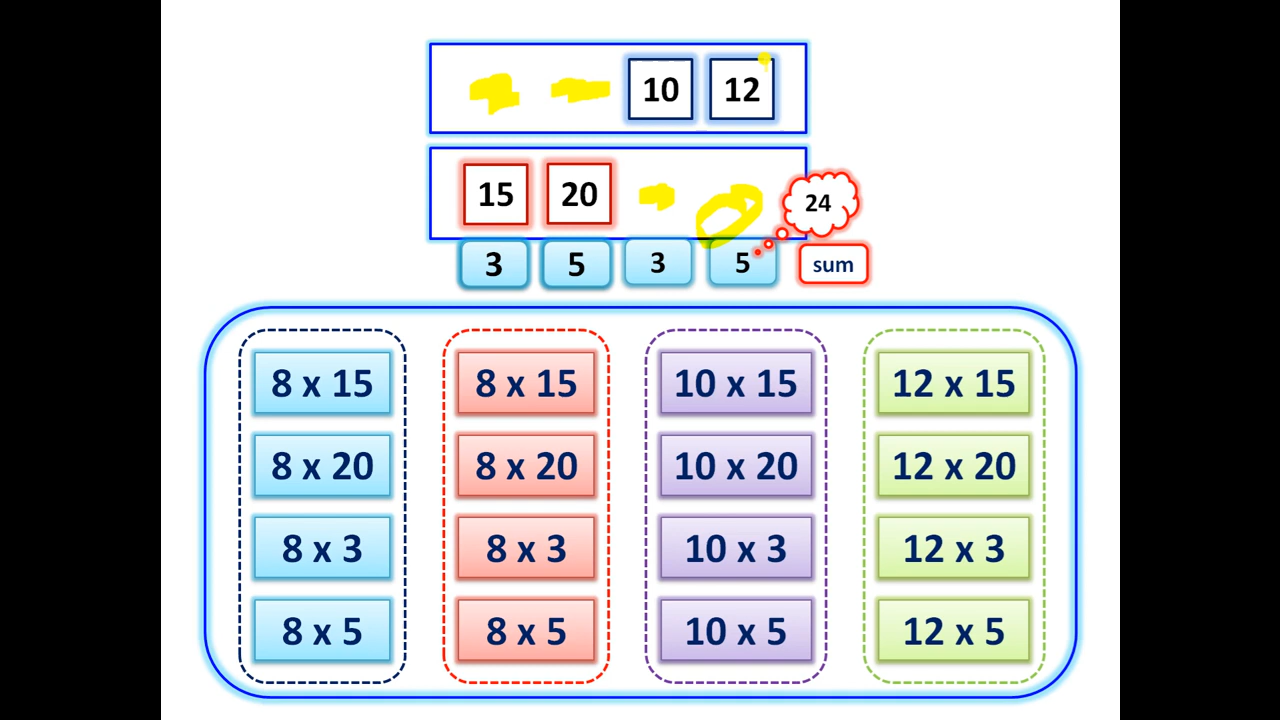 10 12
15 20 24
3 5 3 5 sum
8 x 15 8 x 15 10 x 15 12 x 15
8 x 20 8 x 20 10 x 20 12 x 20
8 x 3 8 x 3 10 x 3 12 x 3
8 x 5 8 x 5 10 x 5 12 x 5